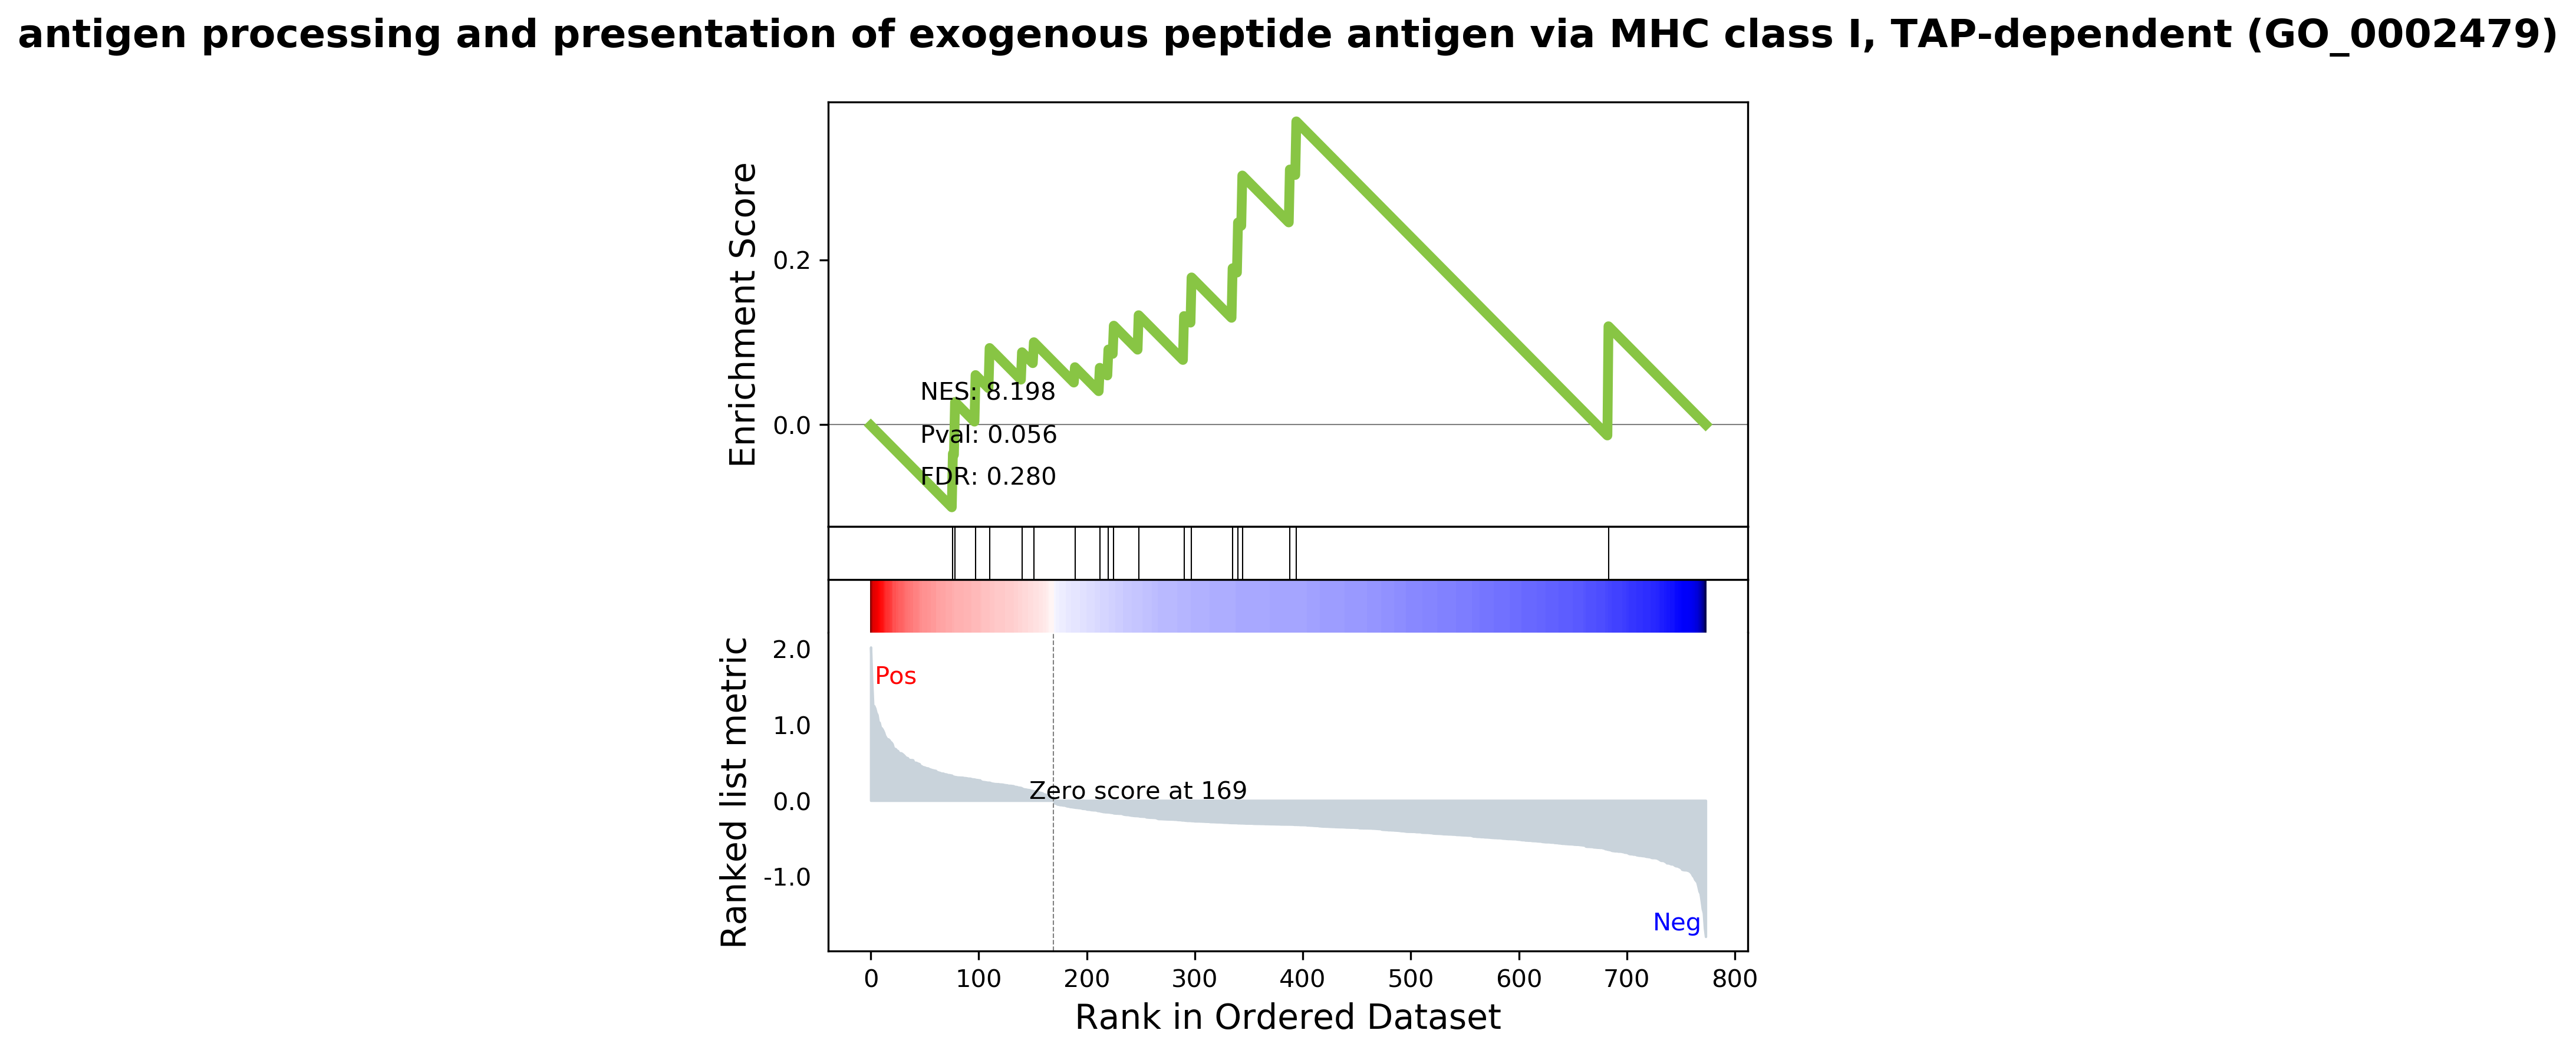 antigen processing and presentation of exogenous peptide antigen via MHC class I, TAP-dependent (GO_0002479)
Enrichment Score
0.2
0.0
NES: 8.198
Pval: 0.056
FDR: 0.280
Ranked list metric
2.0
1.0
0.0
-1.0
Pos
Zero score at 169
Neg
0 100 200 300 400 500 600 700 800
Rank in Ordered Dataset